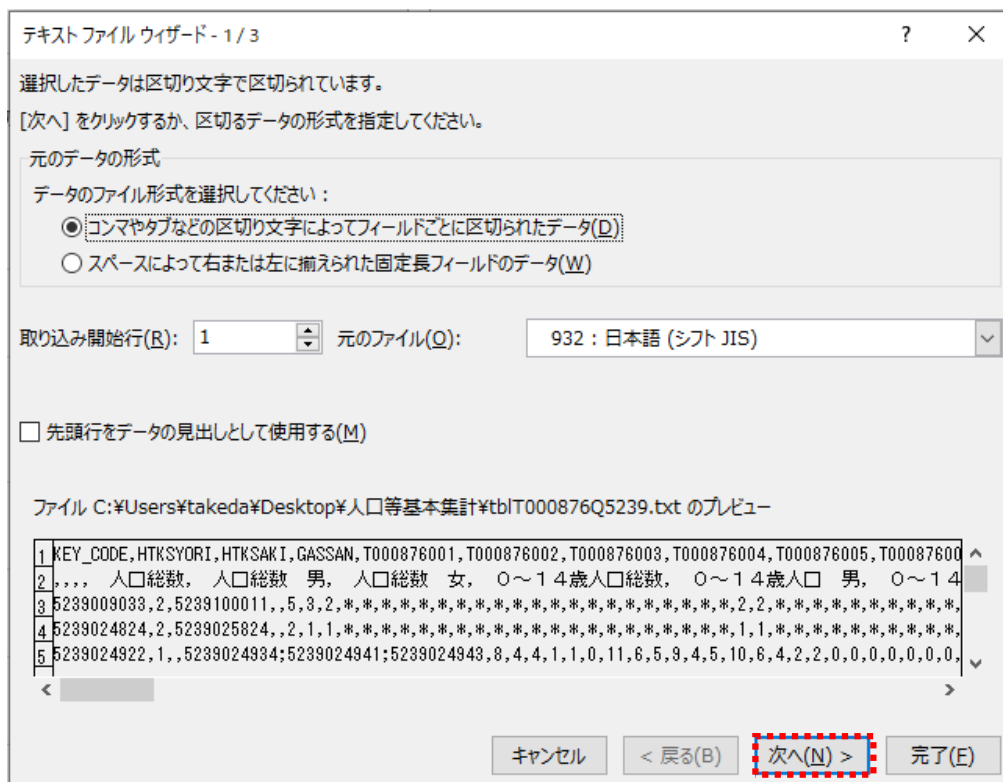 テキスト ファイル ウィザード - 1 / 3 ? ×
選択したデータは区切り文字で区切られています。
[次へ] をクリックするか、区切るデータの形式を指定してください。
元のデータの形式
データのファイル形式を選択してください:
コンマやタブなどの区切り文字によってフィールドごとに区切られたデータ(D)
スペースによって右または左に揃えられた固定長フィールドのデータ(W)
取り込み開始行(R): 1 元のファイル(O): 932 : 日本語 (シフト JIS)
先頭行をデータの見出しとして使用する(M)
ファイル C:¥Users¥takeda¥Desktop¥人口等基本集計¥tblT000876Q5239.txt のプレビュー
1 KEY_CODE,HTKSYORI,HTKSAKI,GASSAN,T000876001,T000876002,T000876003,T000876004,T000876005,T00087600
2 ,,,, 人口総数, 人口総数 男, 人口総数 女, 0~14歳人口総数, 0~14歳人口 男, 0~14
3 5239009033,2,5239100011,,5,3,2,*,*,*,*,*,*,*,*,*,*,*,*,*,*,*,*,*,2,2,*,*,*,*,*,*,*,
4 5239024824,2,5239025824,,2,1,1,*,*,*,*,*,*,*,*,*,*,*,*,*,*,*,*,*,1,1,*,*,*,*,*,*,*,
5 5239024922,1,,5239024934;5239024941;5239024943,8,4,4,1,1,0,11,6,5,9,4,5,10,6,4,2,2,0,0,0,0,0,0,0,
キャンセル < 戻る(B) 次へ(N) > 完了(F)